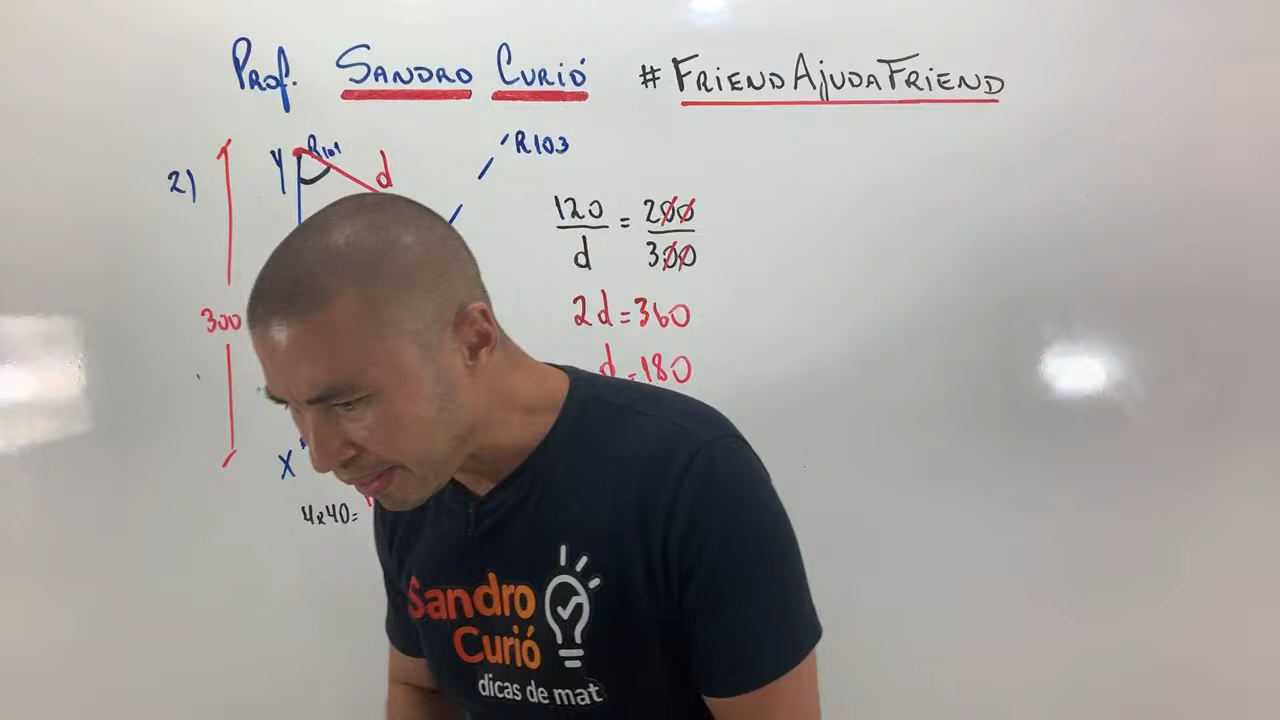 Prof. SANDRO CURIÓ #FRIENDAJUDAFRIEND
2)
Y R101 d
R103
120/d = 200/300
2d=360
300
d=180
X
4x40=
Sandro
Curió
dicas de mat